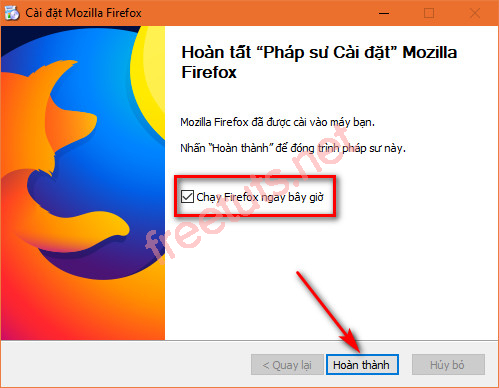 Cài đặt Mozilla Firefox
Hoàn tất “Pháp sư Cài đặt” Mozilla
Firefox
Mozilla Firefox đã được cài vào máy bạn.
Nhấn “Hoàn thành” để đóng trình pháp sư này.
Chạy Firefox ngay bây giờ
freetuts.net
< Quay lại
Hoàn thành
Hủy bỏ